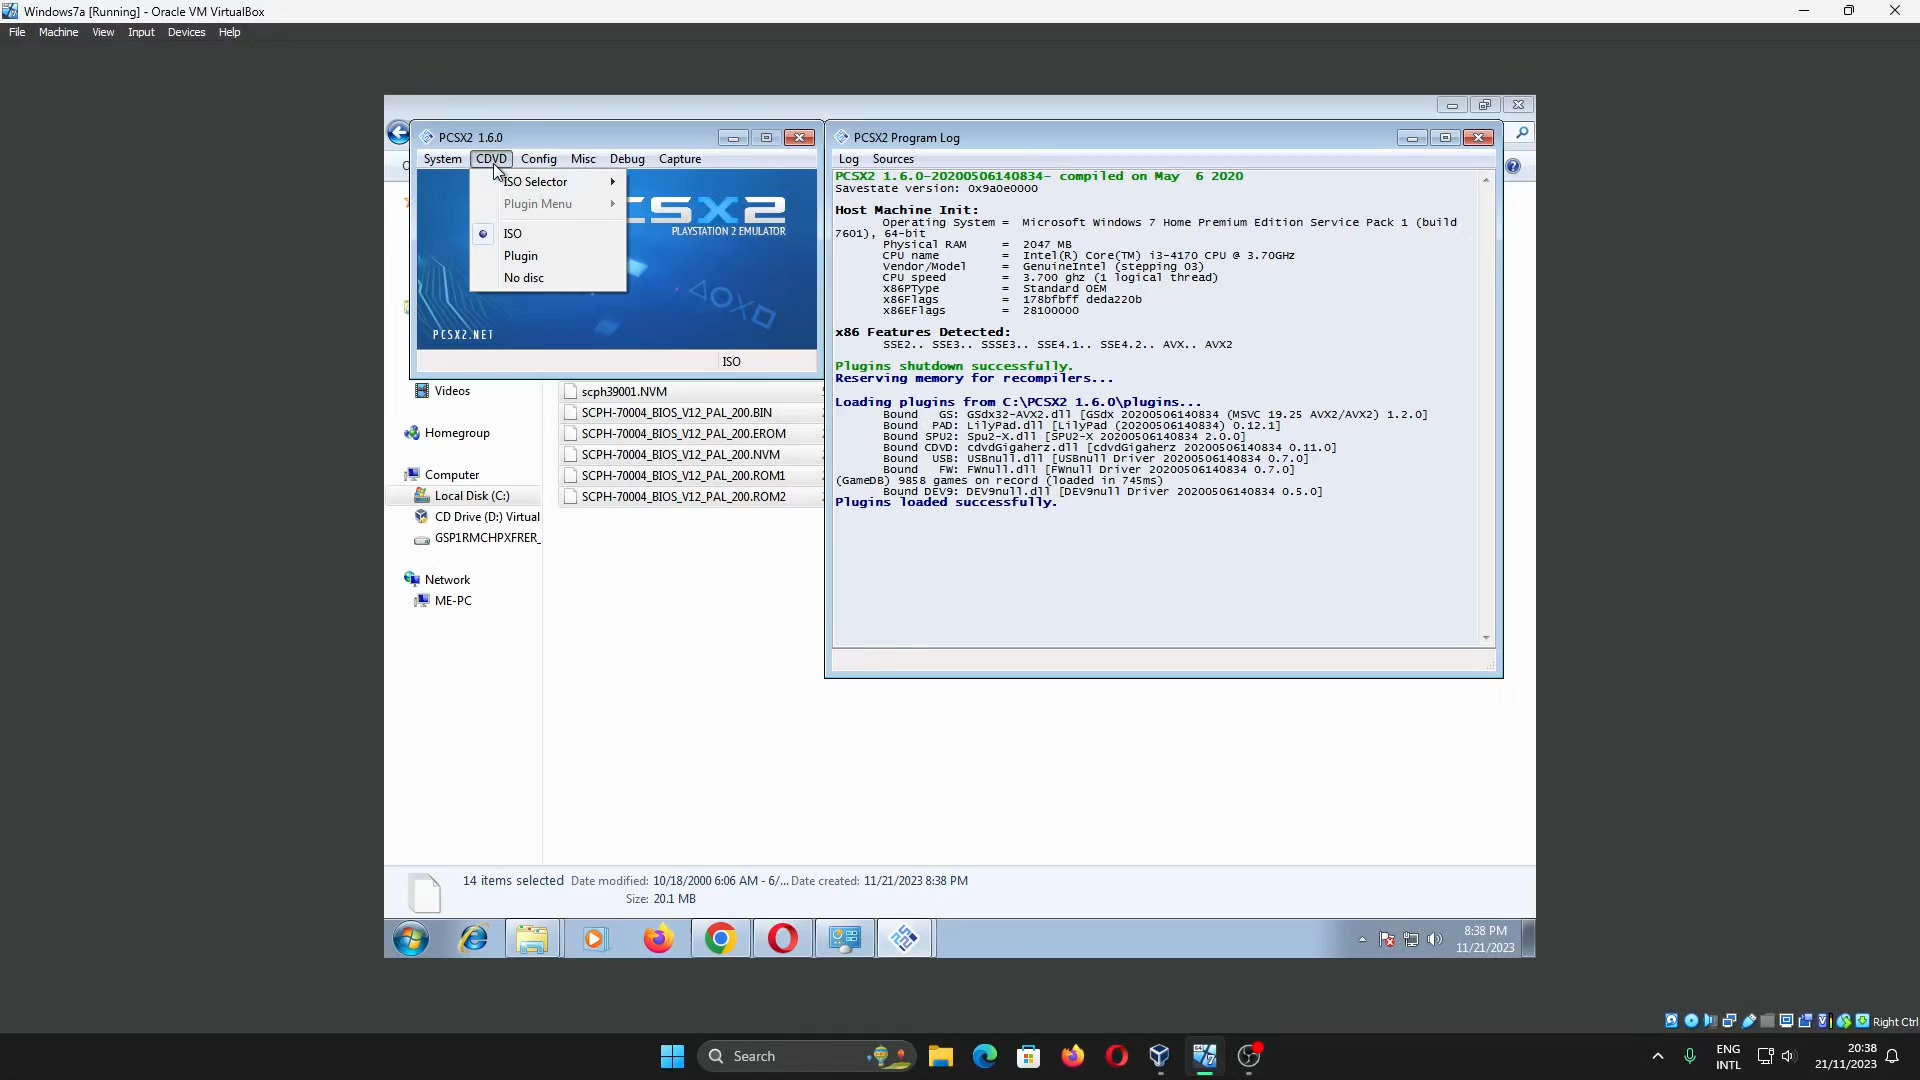 Windows7a [Running] - Oracle VM VirtualBox
File Machine View Input Devices Help
PCSX2 1.6.0
System CDVD Config Misc Debug Capture
ISO Selector
Plugin Menu
ISO
Plugin
No disc
CSX2
PLAYSTATION 2 EMULATOR
PCSX2.NET
ISO
PCSX2 Program Log
Log Sources
PCSX2 1.6.0-20200506140834- compiled on May  6 2020
Savestate version: 0x9a0e0000
Host Machine Init:
Operating System = Microsoft Windows 7 Home Premium Edition Service Pack 1 (build
7601), 64-bit
Physical RAM = 2047 MB
CPU name = Intel(R) Core(TM) i3-4170 CPU @ 3.70GHz
Vendor/Model = GenuineIntel (stepping 03)
CPU speed = 3.700 ghz (1 logical thread)
x86PType = Standard OEM
x86Flags = 178bfbff deda220b
x86EFlags = 28100000
x86 Features Detected:
SSE2.. SSE3.. SSSE3.. SSE4.1.. SSE4.2.. AVX.. AVX2
Plugins shutdown successfully.
Reserving memory for recompilers...
Loading plugins from C:\PCSX2 1.6.0\plugins...
Bound GS: GSdx32-AVX2.dll [GSdx 20200506140834 (MSVC 19.25 AVX2/AVX2) 1.2.0]
Bound PAD: LilyPad.dll [LilyPad (20200506140834) 0.12.1]
Bound SPU2: Spu2-X.dll [SPU2-X 20200506140834 2.0.0]
Bound CDVD: cdvdGigaherz.dll [cdvdGigaherz 20200506140834 0.11.0]
Bound USB: USBnull.dll [USBnull Driver 20200506140834 0.7.0]
Bound FW: FWnull.dll [FWnull Driver 20200506140834 0.7.0]
(GameDB) 9858 games on record (loaded in 745ms)
Bound DEV9: DEV9null.dll [DEV9null Driver 20200506140834 0.5.0]
Plugins loaded successfully.
Videos
Homegroup
Computer
Local Disk (C:)
CD Drive (D:) Virtual
GSP1RMCHPXFRER_
Network
ME-PC
scph39001.NVM
SCPH-70004_BIOS_V12_PAL_200.BIN
SCPH-70004_BIOS_V12_PAL_200.EROM
SCPH-70004_BIOS_V12_PAL_200.NVM
SCPH-70004_BIOS_V12_PAL_200.ROM1
SCPH-70004_BIOS_V12_PAL_200.ROM2
14 items selected Date modified: 10/18/2000 6:06 AM - 6/... Date created: 11/21/2023 8:38 PM
Size: 20.1 MB
8:38 PM
11/21/2023
Right Ctrl
Search
ENG
INTL
20:38
21/11/2023